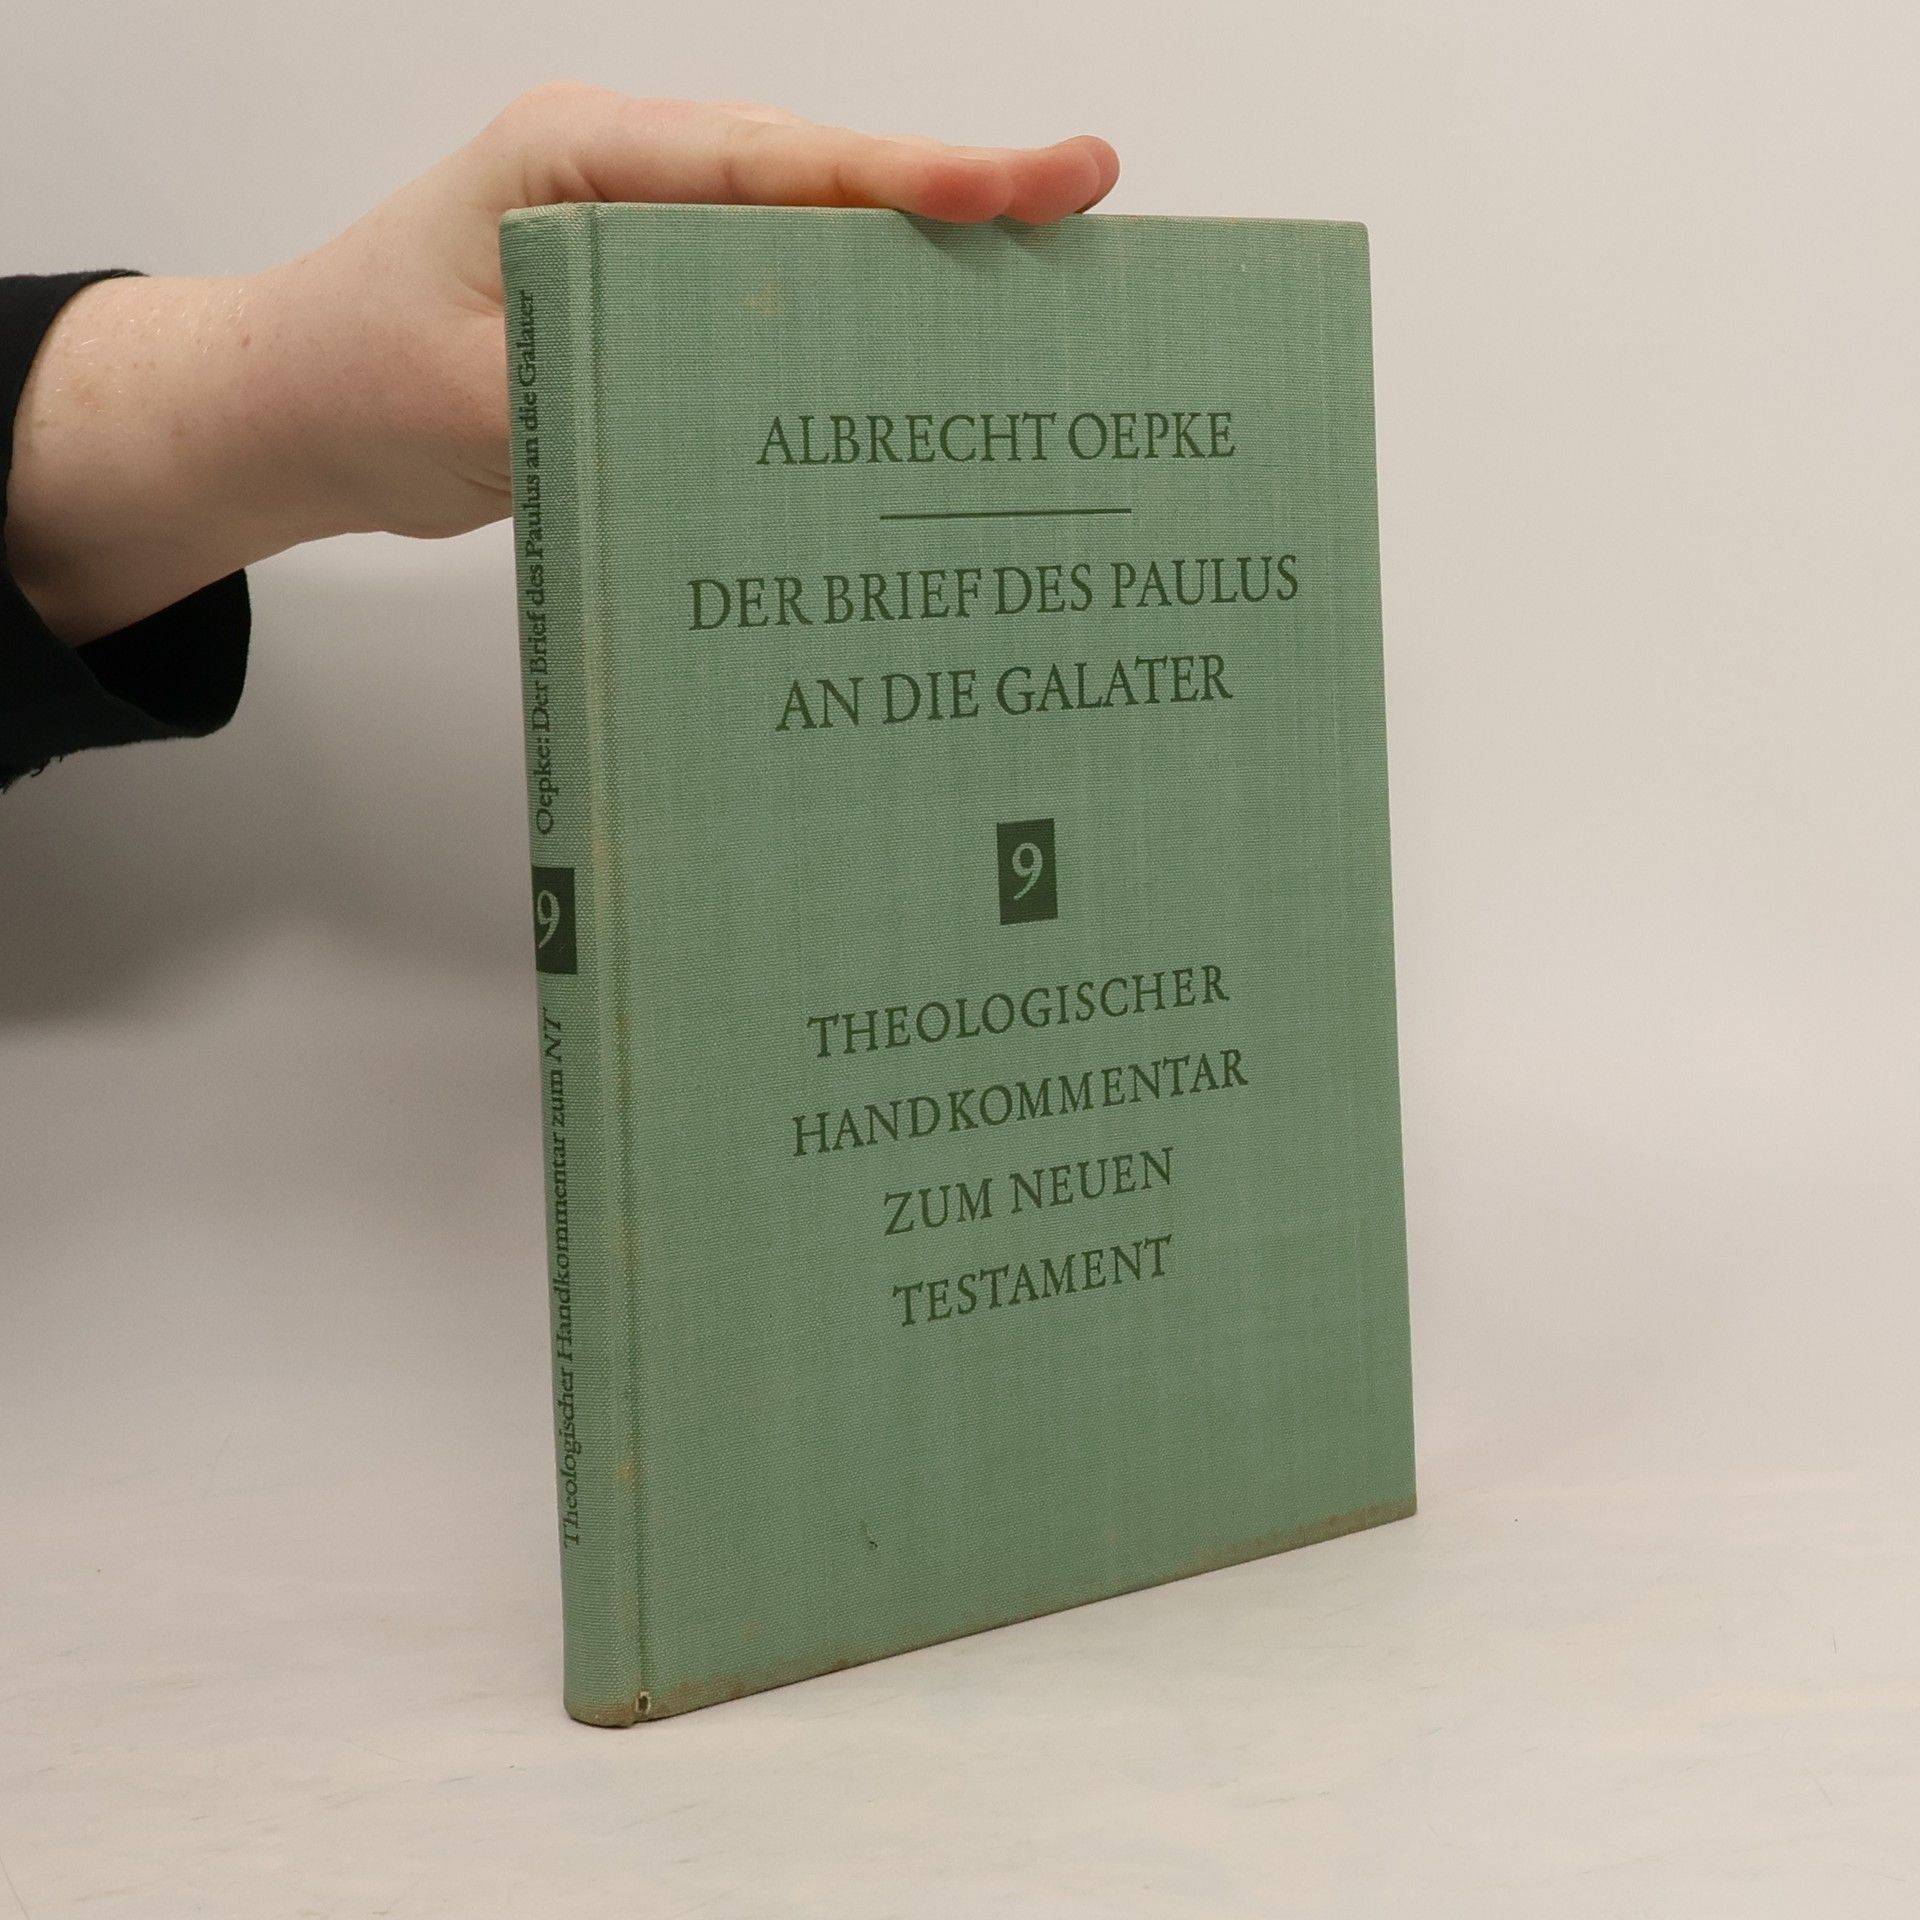 ALBRECHT OEPKE
DER BRIEF DES PAULUS
AN DIE GALATER
9
THEOLOGISCHER
HANDKOMMENTAR
ZUM NEUEN
TESTAMENT
Theologischer Handkommentar zum NT 9 Oepke: Der Brief des Paulus an die Galater